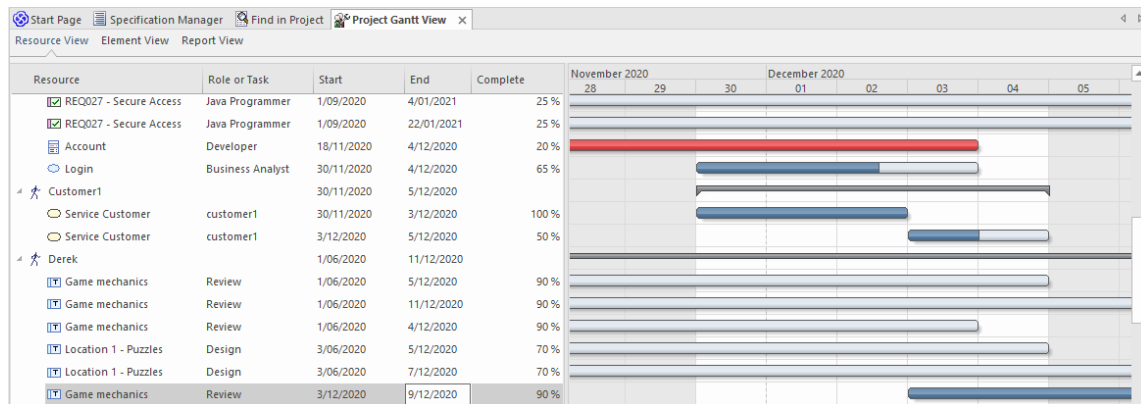 Start Page Specification Manager Find in Project Project Gantt View
Resource View Element View Report View
Resource Role or Task Start End Complete November 2020 December 2020
28 29 30 01 02 03 04 05
REQ027 - Secure Access Java Programmer 1/09/2020 4/01/2021 25 %
REQ027 - Secure Access Java Programmer 1/09/2020 22/01/2021 25 %
Account Developer 18/11/2020 4/12/2020 20 %
Login Business Analyst 30/11/2020 4/12/2020 65 %
Customer1 30/11/2020 5/12/2020
Service Customer customer1 30/11/2020 3/12/2020 100 %
Service Customer customer1 3/12/2020 5/12/2020 50 %
Derek 1/06/2020 11/12/2020
Game mechanics Review 1/06/2020 5/12/2020 90 %
Game mechanics Review 1/06/2020 11/12/2020 90 %
Game mechanics Review 1/06/2020 4/12/2020 90 %
Location 1 - Puzzles Design 3/06/2020 5/12/2020 70 %
Location 1 - Puzzles Design 3/06/2020 7/12/2020 70 %
Game mechanics Review 3/12/2020 9/12/2020 90 %